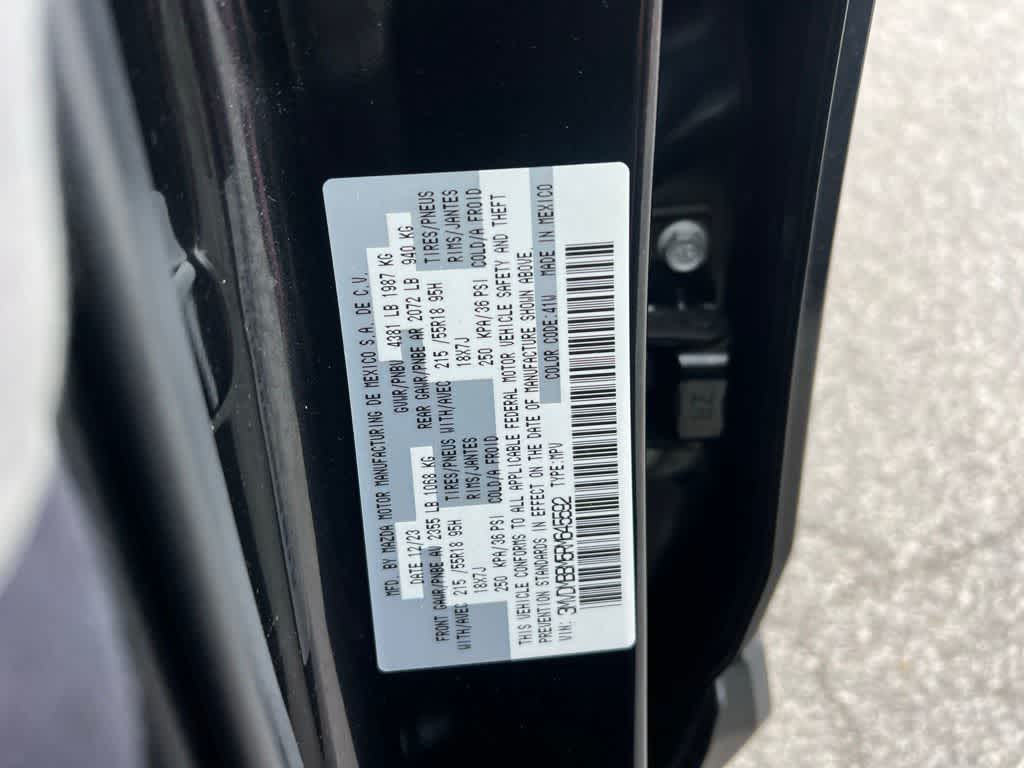 MFD. BY MAZDA MOTOR MANUFACTURING DE MEXICO S.A. DE C.V.
DATE 12/23 GVWR/PNBV 4381 LB 1987 KG
FRONT GAWR/PNBE AV 2355 LB 1068 KG REAR GAWR/PNBE AR 2072 LB 940 KG
WITH/AVEC 215 /55R18 95H TIRES/PNEUS WITH/AVEC 215 /55R18 95H TIRES/PNEUS
18X7J RIMS/JANTES 18X7J RIMS/JANTES
250 KPA/36 PSI COLD/A FROID 250 KPA/36 PSI COLD/A FROID
THIS VEHICLE CONFORMS TO ALL APPLICABLE FEDERAL MOTOR VEHICLE SAFETY AND THEFT
PREVENTION STANDARDS IN EFFECT ON THE DATE OF MANUFACTURE SHOWN ABOVE.
VIN: 3MVDMBBM5RM645592 TYPE:MPV COLOR CODE:41W MADE IN MEXICO